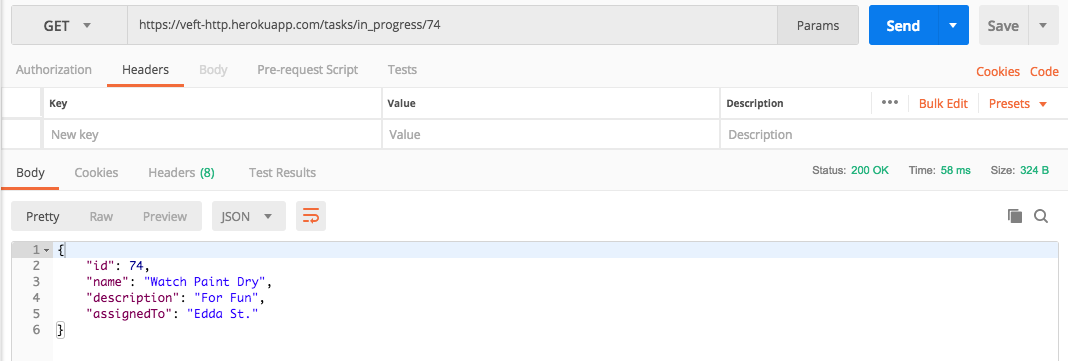 GET https://veft-http.herokuapp.com/tasks/in_progress/74 Params Send Save
Authorization Headers Body Pre-request Script Tests Cookies Code
Key Value Description ••• Bulk Edit Presets
New key Value Description
Body Cookies Headers (8) Test Results Status: 200 OK Time: 58 ms Size: 324 B
Pretty Raw Preview JSON
1 {
2 "id": 74,
3 "name": "Watch Paint Dry",
4 "description": "For Fun",
5 "assignedTo": "Edda St."
6 }